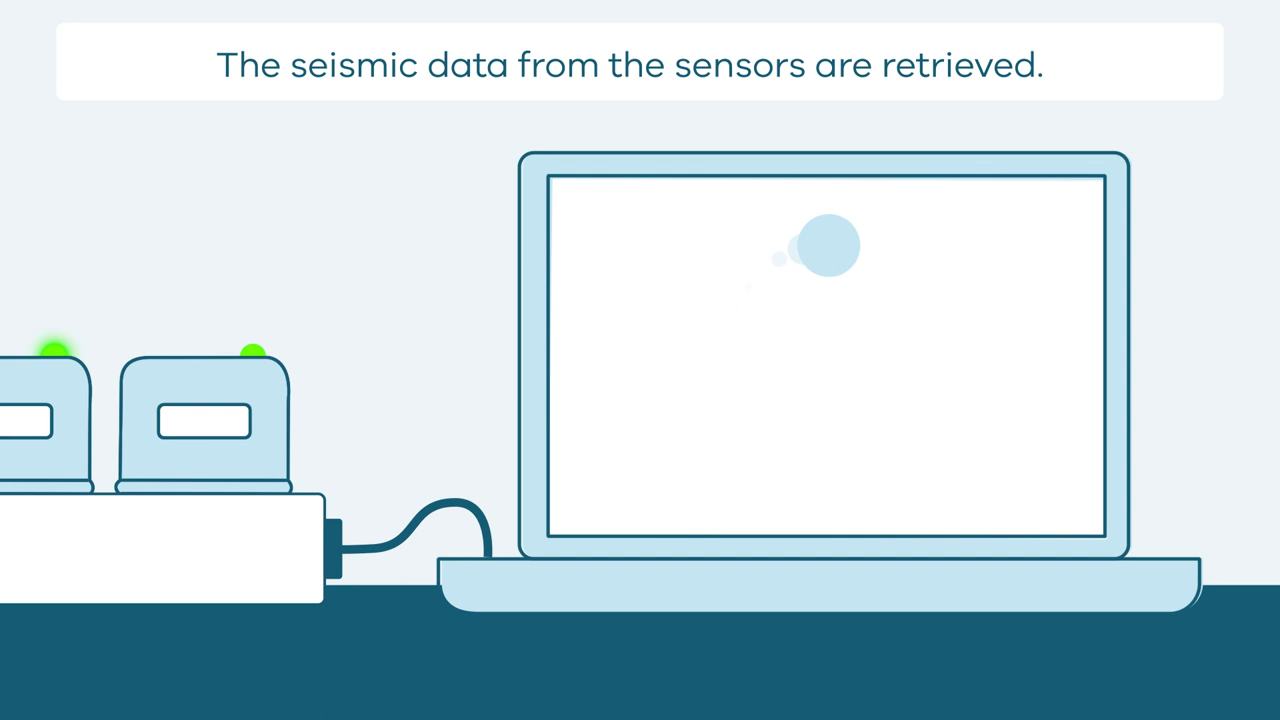 The seismic data from the sensors are retrieved.